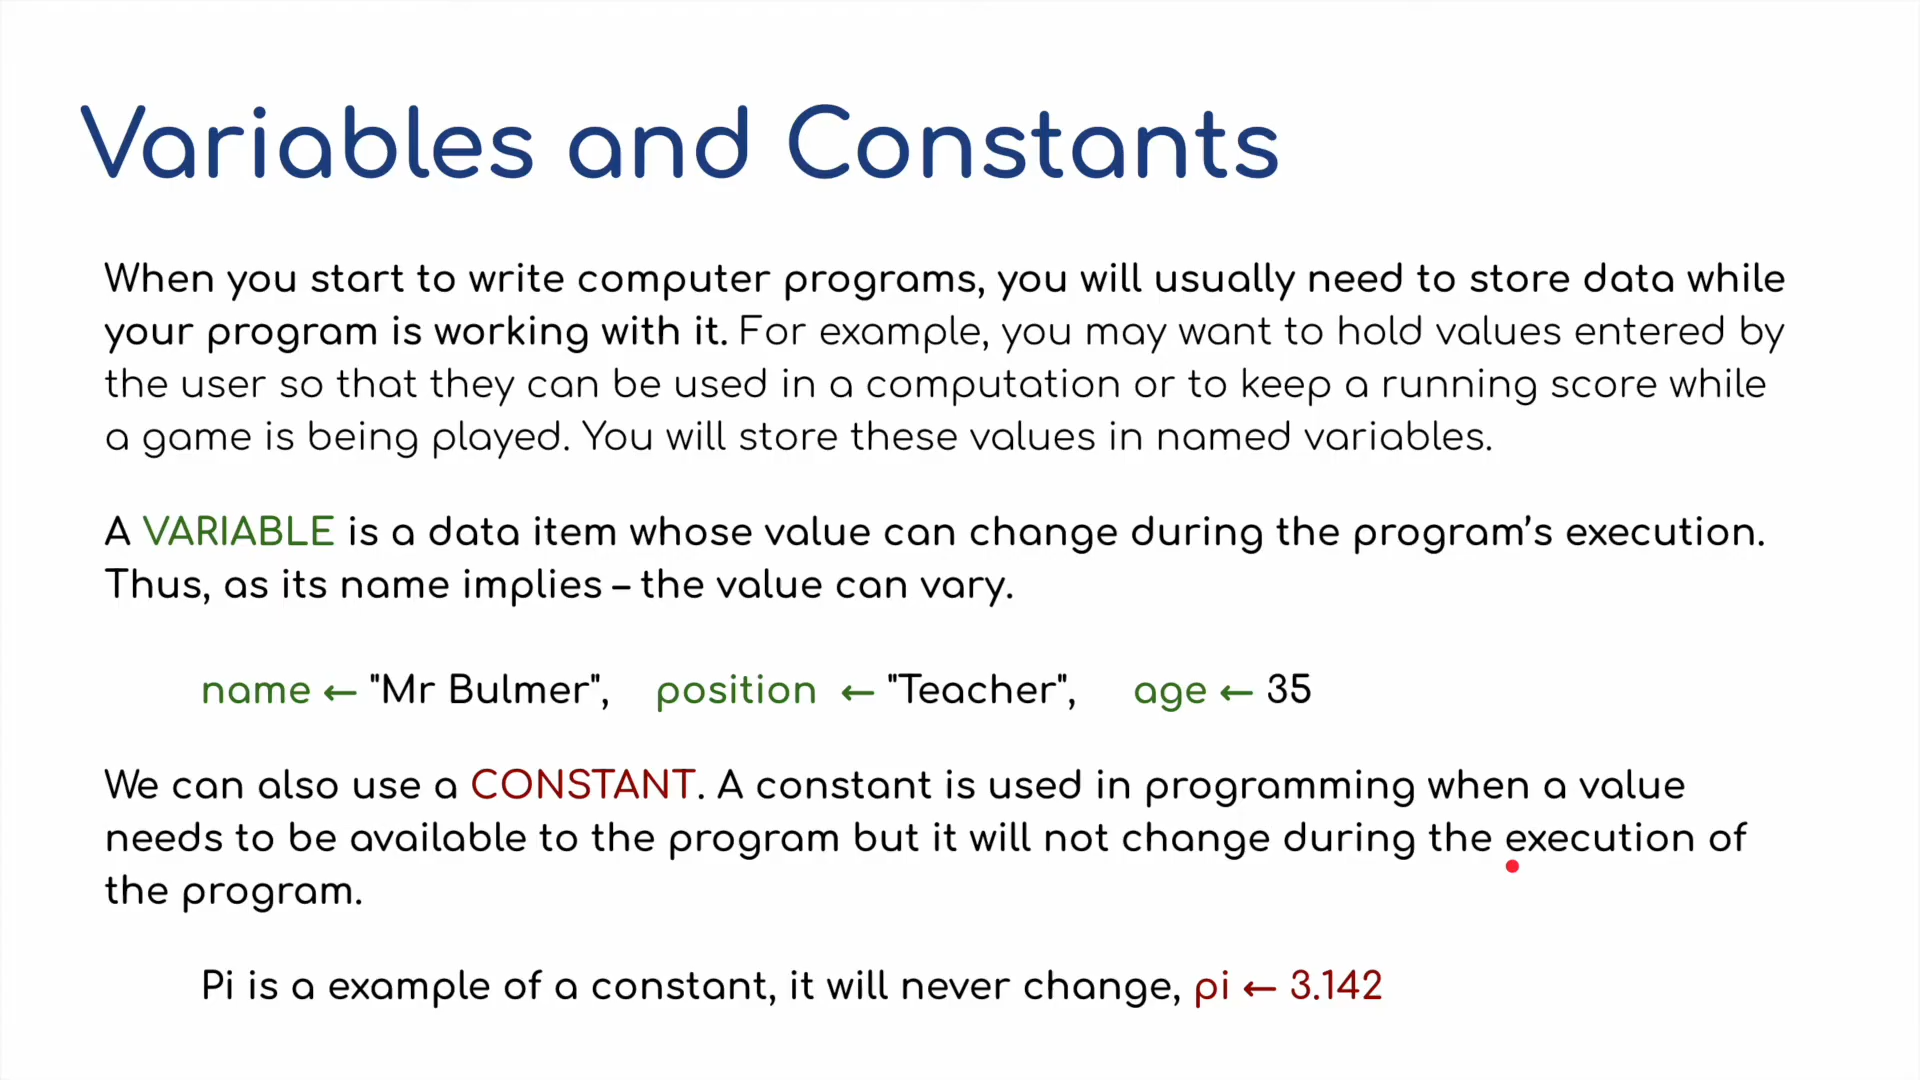 Variables and Constants
When you start to write computer programs, you will usually need to store data while
your program is working with it. For example, you may want to hold values entered by
the user so that they can be used in a computation or to keep a running score while
a game is being played. You will store these values in named variables.
A VARIABLE is a data item whose value can change during the program’s execution.
Thus, as its name implies – the value can vary.
name ← "Mr Bulmer", position ← "Teacher", age ← 35
We can also use a CONSTANT. A constant is used in programming when a value
needs to be available to the program but it will not change during the execution of
the program.
Pi is a example of a constant, it will never change, pi ← 3.142